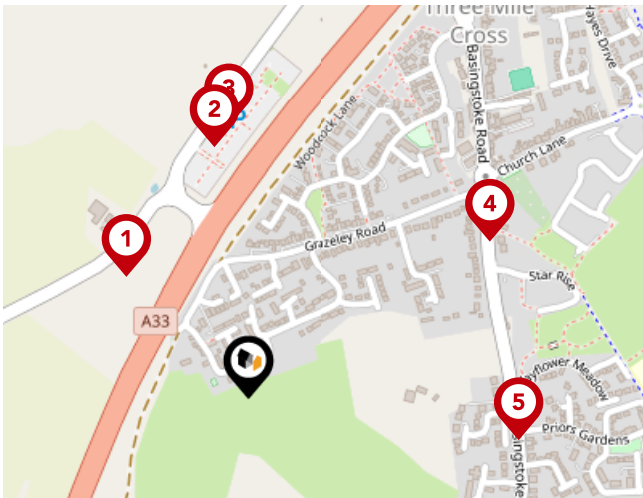 Three Mile
Cross
Hayes Drive
Basingstoke Road
3
2
Woodcock Lane
Church Lane
4
1
Grazeley Road
Star Rise
A33
5
Mayflower Meadow
Priors Gardens
singstoke